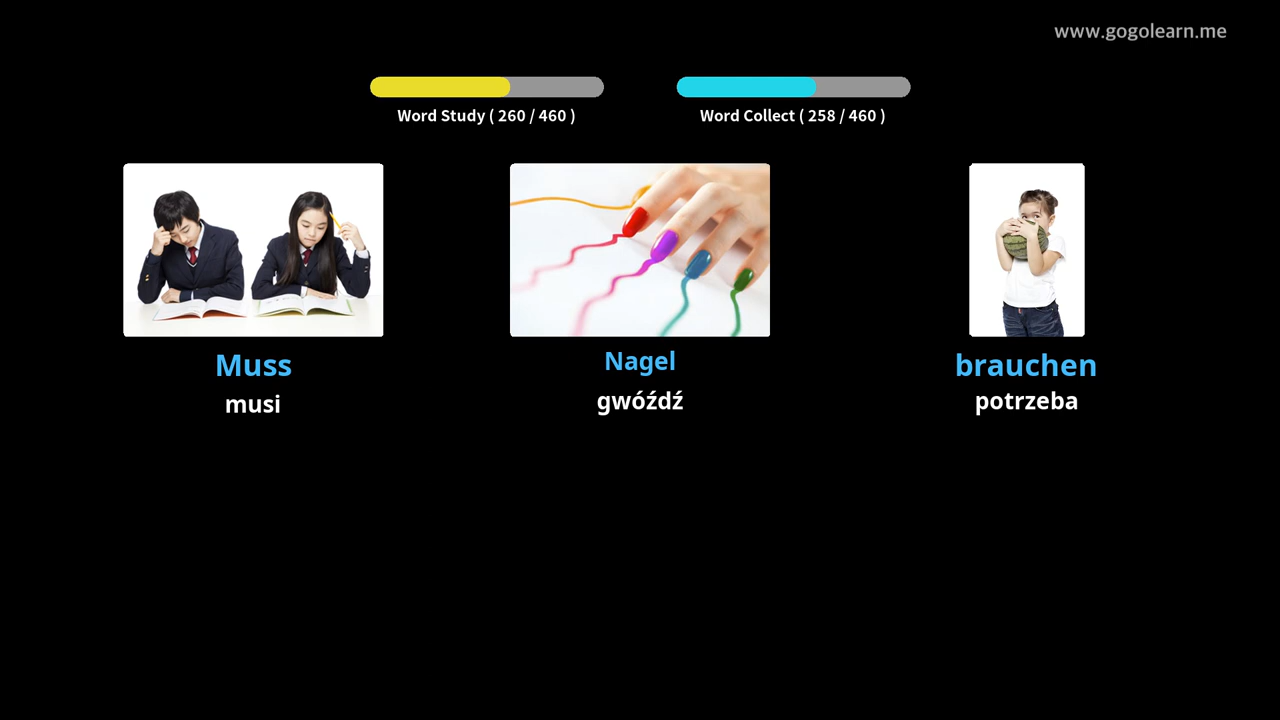 www.gogolearn.me
Word Study ( 260 / 460 )
Word Collect ( 258 / 460 )
Muss
musi
Nagel
gwóźdź
brauchen
potrzeba